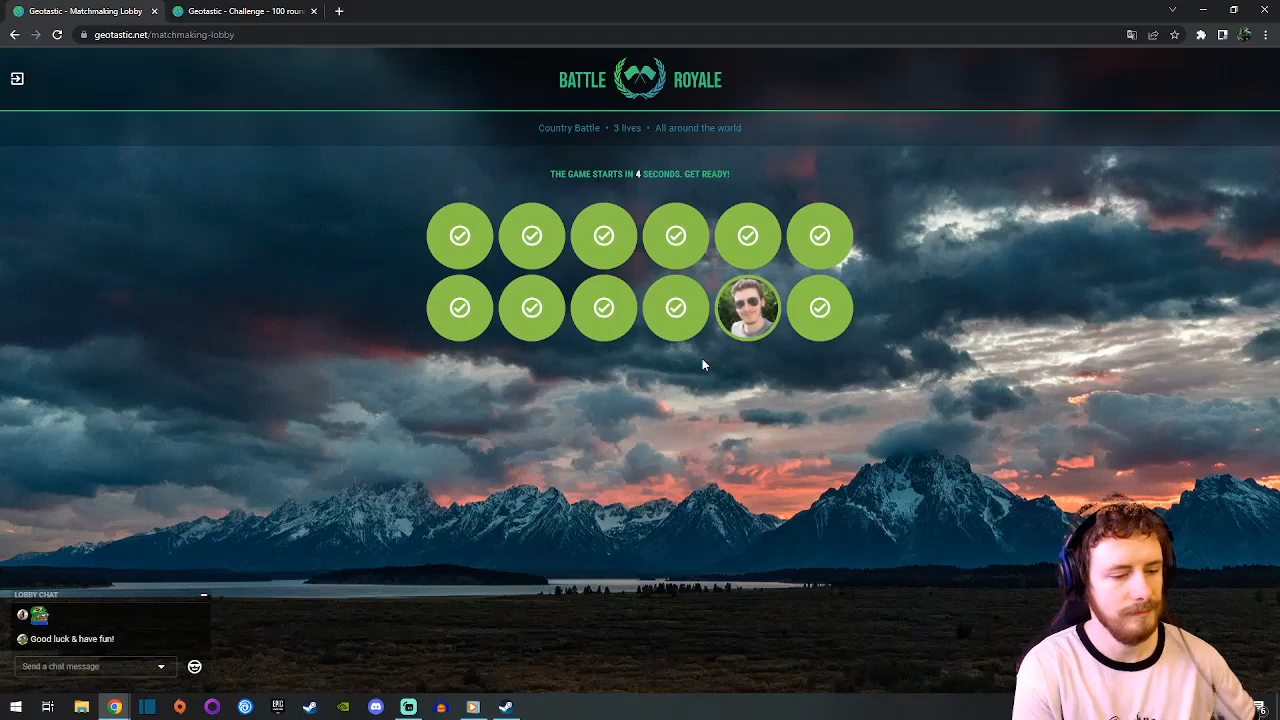 Geotastic - Matchmaking Lobby
Geotastic - Challenge - 100 roun
geotastic.net/matchmaking-lobby
BATTLE ROYALE
Country Battle • 3 lives • All around the world
THE GAME STARTS IN 4 SECONDS. GET READY!
LOBBY CHAT
Good luck & have fun!
Send a chat message